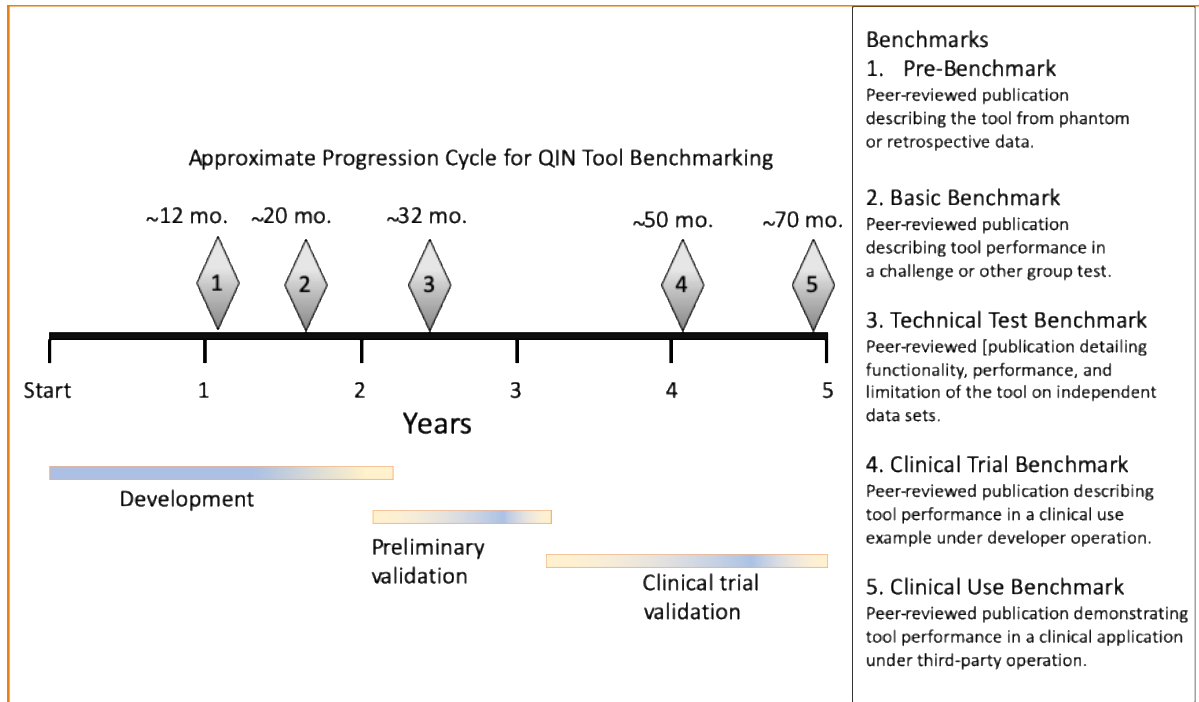 Approximate Progression Cycle for QIN Tool Benchmarking
~12 mo. ~20 mo. ~32 mo. ~50 mo. ~70 mo.
1 2 3 4 5
Start 1 2 3 4 5
Years
Development
Preliminary
validation
Clinical trial
validation
Benchmarks
1. Pre-Benchmark
Peer-reviewed publication
describing the tool from phantom
or retrospective data.
2. Basic Benchmark
Peer-reviewed publication
describing tool performance in
a challenge or other group test.
3. Technical Test Benchmark
Peer-reviewed [publication detailing
functionality, performance, and
limitation of the tool on independent
data sets.
4. Clinical Trial Benchmark
Peer-reviewed publication describing
tool performance in a clinical use
example under developer operation.
5. Clinical Use Benchmark
Peer-reviewed publication demonstrating
tool performance in a clinical application
under third-party operation.